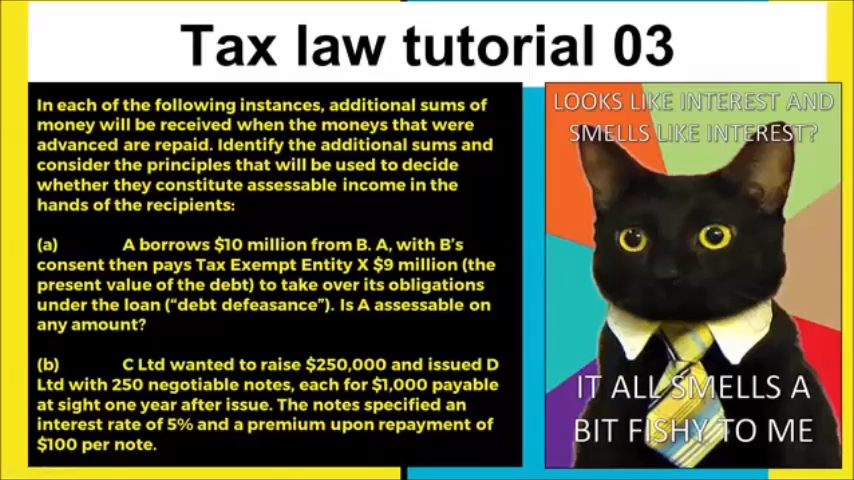 Tax law tutorial 03
In each of the following instances, additional sums of
money will be received when the moneys that were
advanced are repaid. Identify the additional sums and
consider the principles that will be used to decide
whether they constitute assessable income in the
hands of the recipients:
(a) A borrows $10 million from B. A, with B's
consent then pays Tax Exempt Entity X $9 million (the
present value of the debt) to take over its obligations
under the loan ("debt defeasance"). Is A assessable on
any amount?
(b) C Ltd wanted to raise $250,000 and issued D
Ltd with 250 negotiable notes, each for $1,000 payable
at sight one year after issue. The notes specified an
interest rate of 5% and a premium upon repayment of
$100 per note.
LOOKS LIKE INTEREST AND
SMELLS LIKE INTEREST?
IT ALL SMELLS A
BIT FISHY TO ME